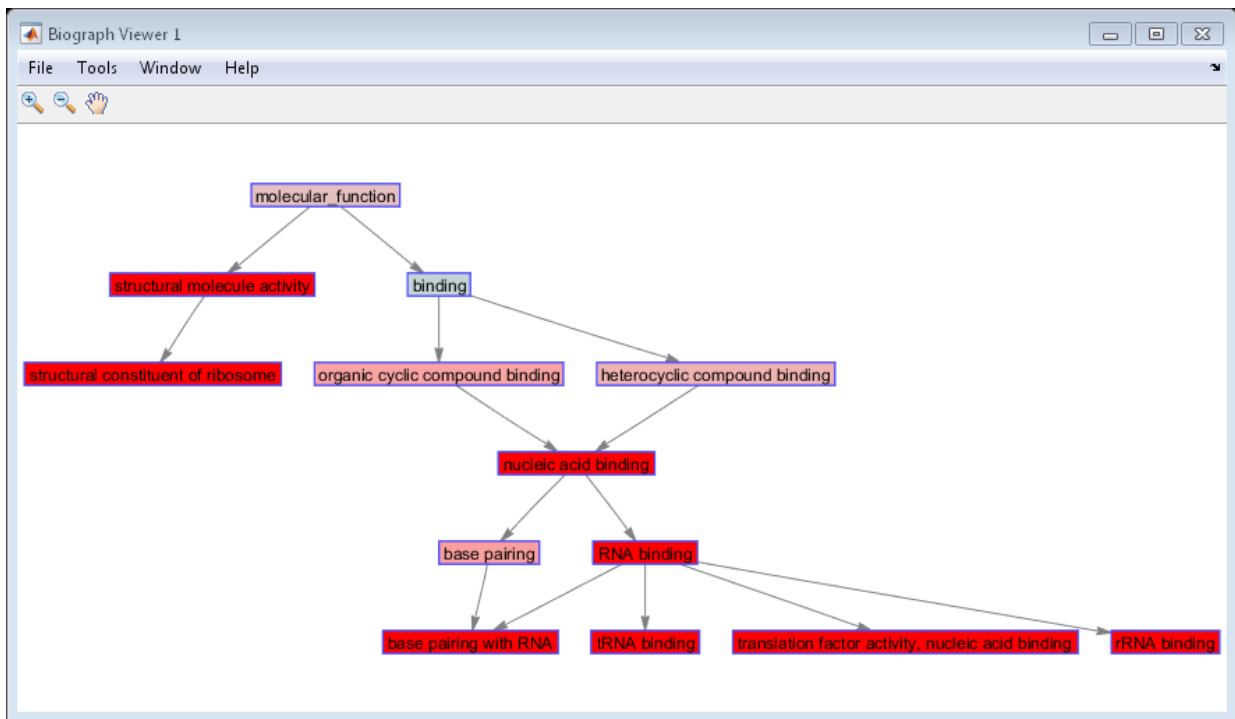 Biograph Viewer 1
File Tools Window Help
molecular_function
structural molecule activity
binding
structural constituent of ribosome
organic cyclic compound binding
heterocyclic compound binding
nucleic acid binding
base pairing
RNA binding
base pairing with RNA
tRNA binding
translation factor activity, nucleic acid binding
rRNA binding